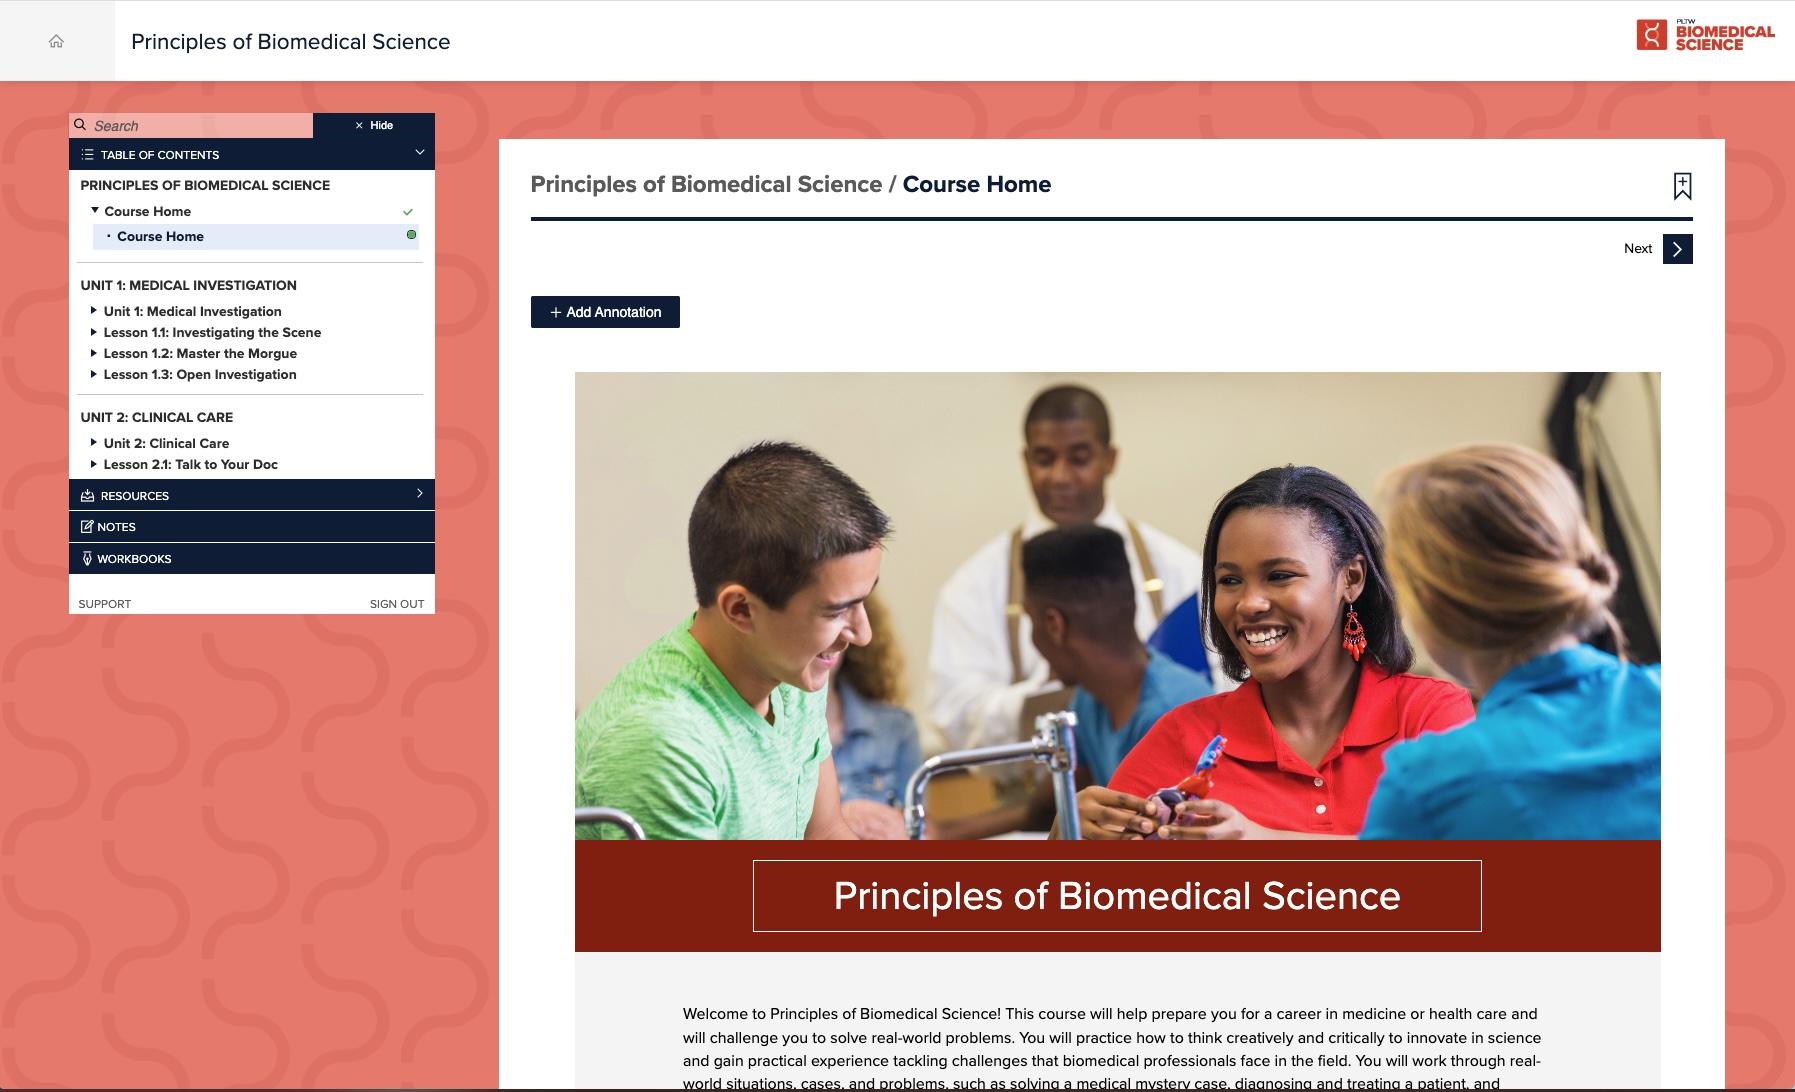 Principles of Biomedical Science
PLTW
BIOMEDICAL
SCIENCE
Search
Hide
TABLE OF CONTENTS
PRINCIPLES OF BIOMEDICAL SCIENCE
Course Home
Course Home
UNIT 1: MEDICAL INVESTIGATION
Unit 1: Medical Investigation
Lesson 1.1: Investigating the Scene
Lesson 1.2: Master the Morgue
Lesson 1.3: Open Investigation
UNIT 2: CLINICAL CARE
Unit 2: Clinical Care
Lesson 2.1: Talk to Your Doc
RESOURCES
NOTES
WORKBOOKS
SUPPORT
SIGN OUT
Principles of Biomedical Science / Course Home
Next
+ Add Annotation
Principles of Biomedical Science
Welcome to Principles of Biomedical Science! This course will help prepare you for a career in medicine or health care and
will challenge you to solve real-world problems. You will practice how to think creatively and critically to innovate in science
and gain practical experience tackling challenges that biomedical professionals face in the field. You will work through real-
world situations, cases, and problems, such as solving a medical mystery case, diagnosing and treating a patient, and